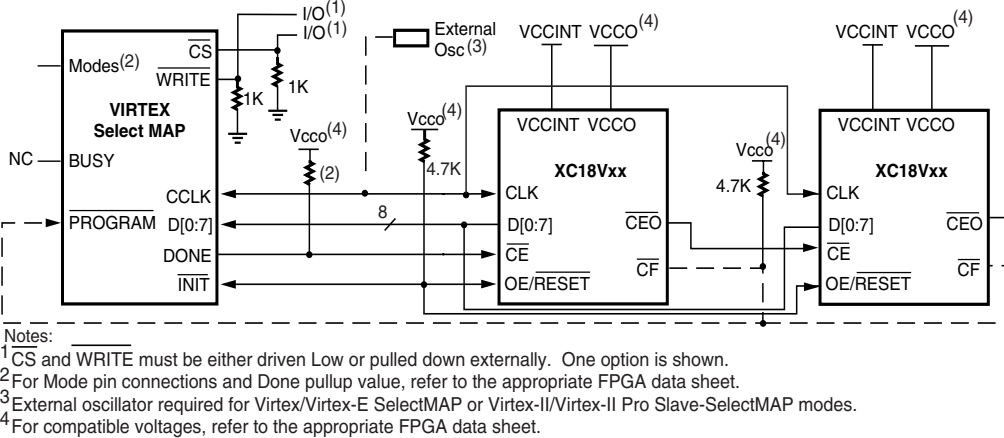 I/O(1)
I/O(1)
External
Osc(3)
VCCINT VCCO(4)
VCCINT VCCO(4)
Modes(2)
CS
WRITE
1K
1K
VIRTEX
Select MAP
NC
BUSY
Vcco(4)
(2)
Vcco(4)
4.7K
CCLK
PROGRAM
D[0:7]
8
DONE
INIT
VCCINT VCCO
XC18Vxx
CLK
D[0:7]
CEO
CE
CF
OE/RESET
Vcco(4)
4.7K
VCCINT VCCO
XC18Vxx
CLK
D[0:7]
CEO
CE
CF
OE/RESET
Notes:
1 CS and WRITE must be either driven Low or pulled down externally. One option is shown.
2 For Mode pin connections and Done pullup value, refer to the appropriate FPGA data sheet.
3 External oscillator required for Virtex/Virtex-E SelectMAP or Virtex-II/Virtex-II Pro Slave-SelectMAP modes.
4 For compatible voltages, refer to the appropriate FPGA data sheet.